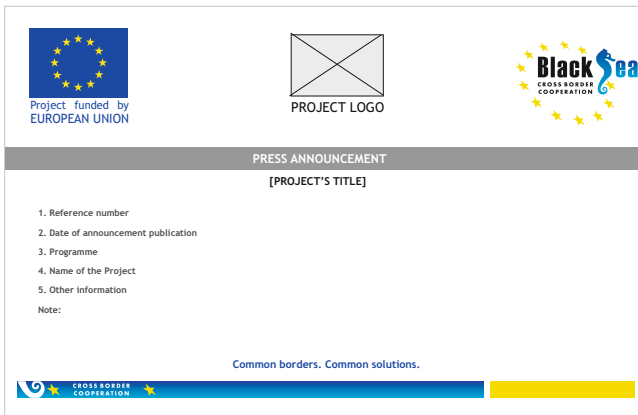 Project funded by
EUROPEAN UNION
PROJECT LOGO
Black Sea
CROSS BORDER
COOPERATION
PRESS ANNOUNCEMENT
[PROJECT'S TITLE]
1. Reference number
2. Date of announcement publication
3. Programme
4. Name of the Project
5. Other information
Note:
Common borders. Common solutions.
CROSS BORDER
COOPERATION